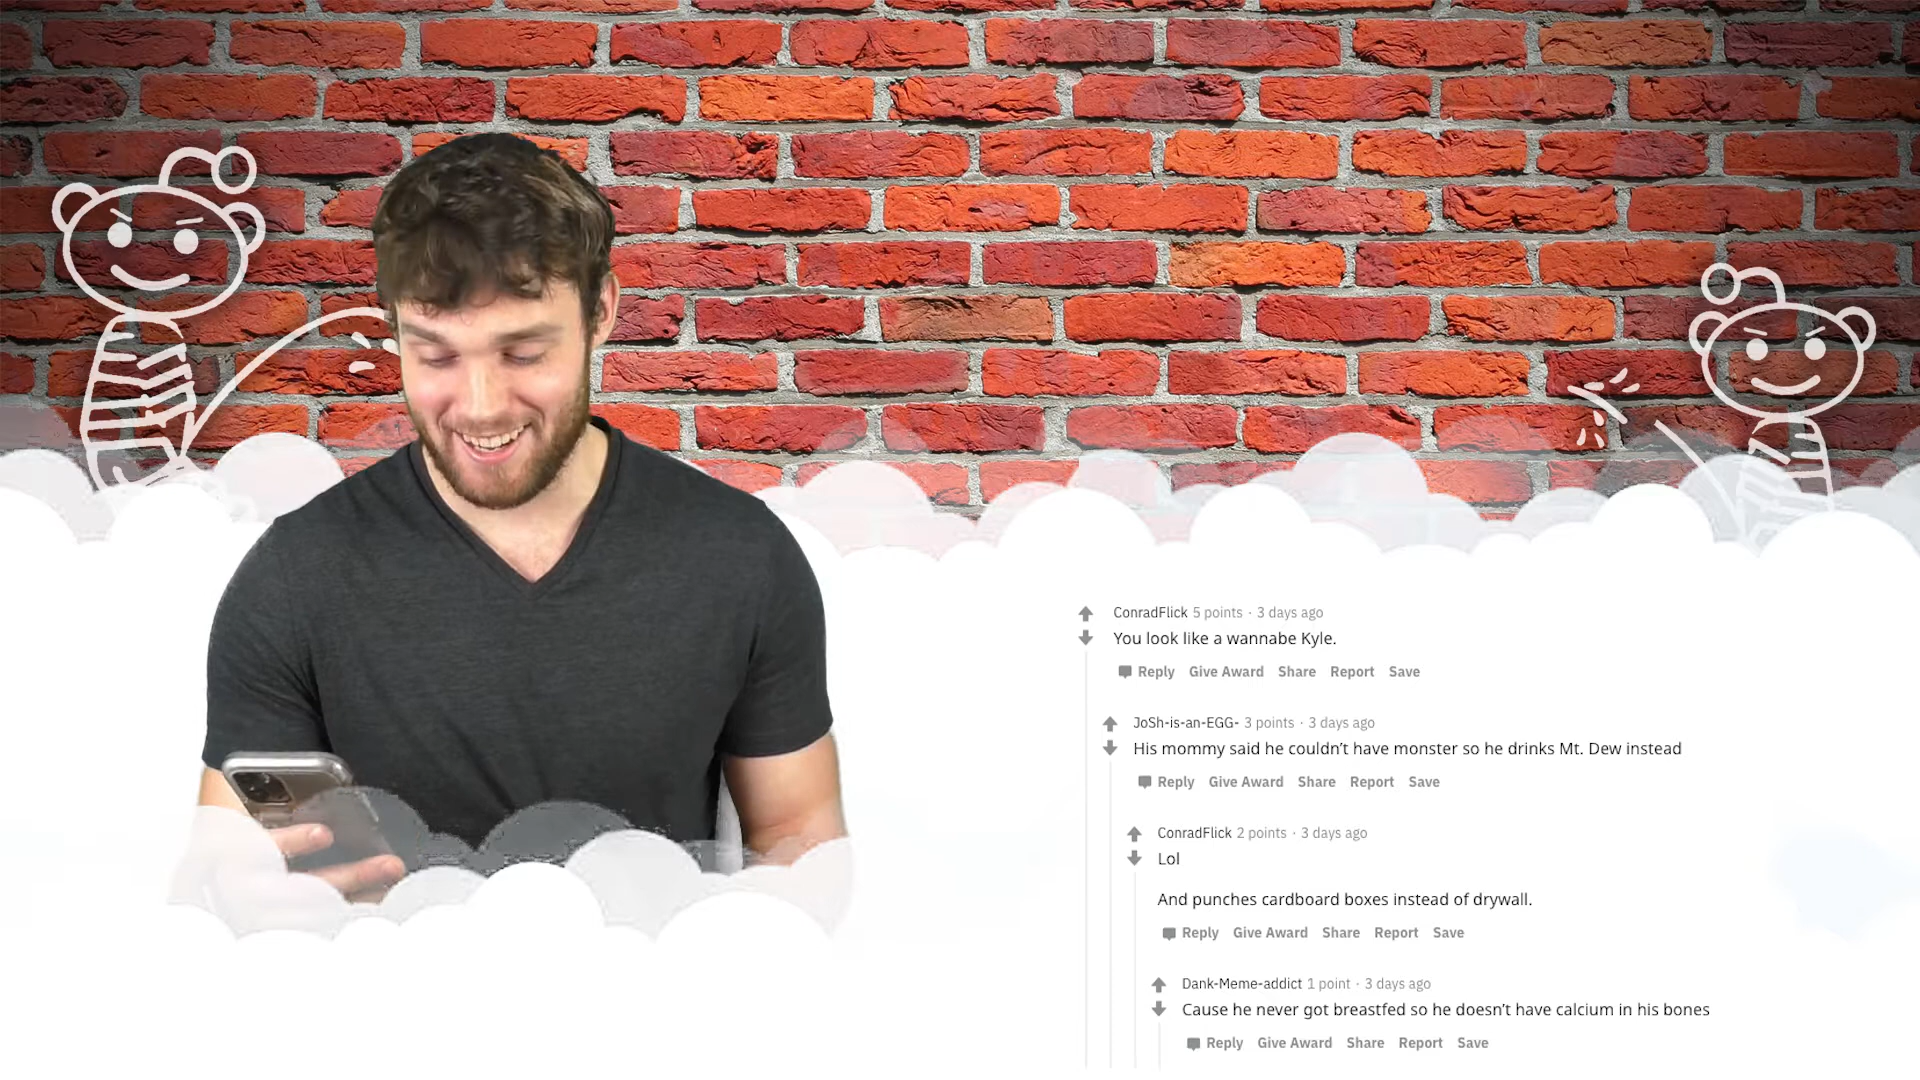 ConradFlick 5 points · 3 days ago
You look like a wannabe Kyle.
Reply Give Award Share Report Save
JoSh-is-an-EGG- 3 points · 3 days ago
His mommy said he couldn't have monster so he drinks Mt. Dew instead
Reply Give Award Share Report Save
ConradFlick 2 points · 3 days ago
Lol
And punches cardboard boxes instead of drywall.
Reply Give Award Share Report Save
Dank-Meme-addict 1 point · 3 days ago
Cause he never got breastfed so he doesn't have calcium in his bones
Reply Give Award Share Report Save